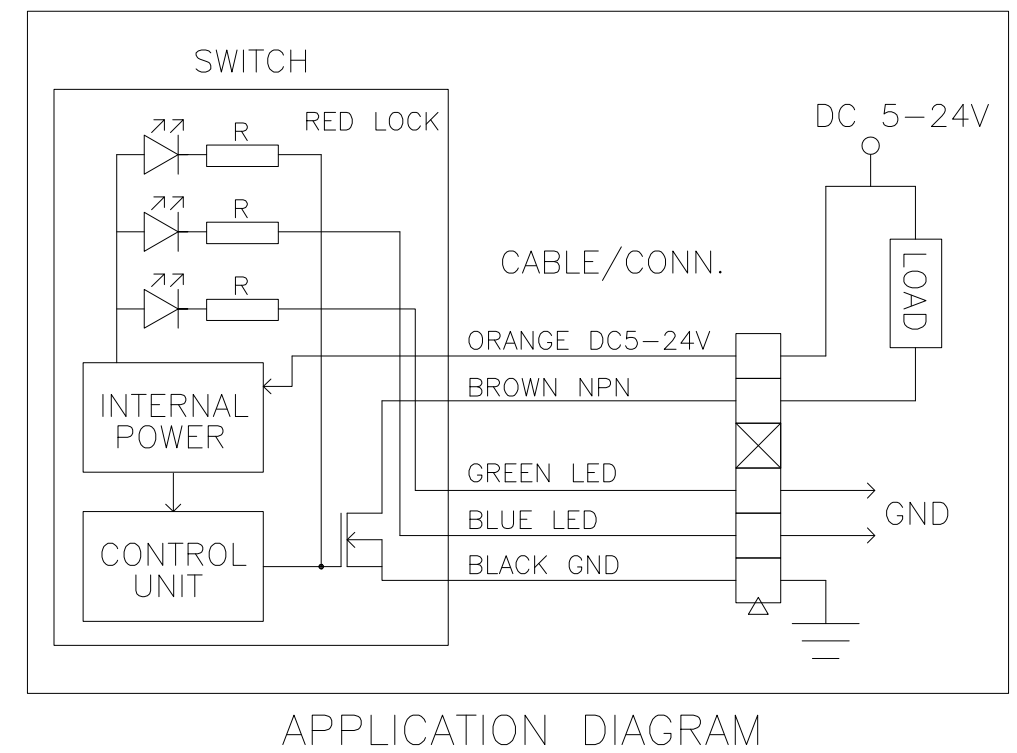 SWITCH
RED LOCK
R
R
R
DC 5-24V
LOAD
CABLE/CONN.
ORANGE DC5-24V
BROWN NPN
INTERNAL
POWER
GREEN LED
BLUE LED
GND
CONTROL
UNIT
BLACK GND
APPLICATION DIAGRAM